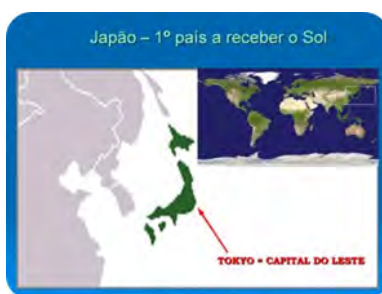 Japão – 1º país a receber o Sol
TOKYO = CAPITAL DO LESTE